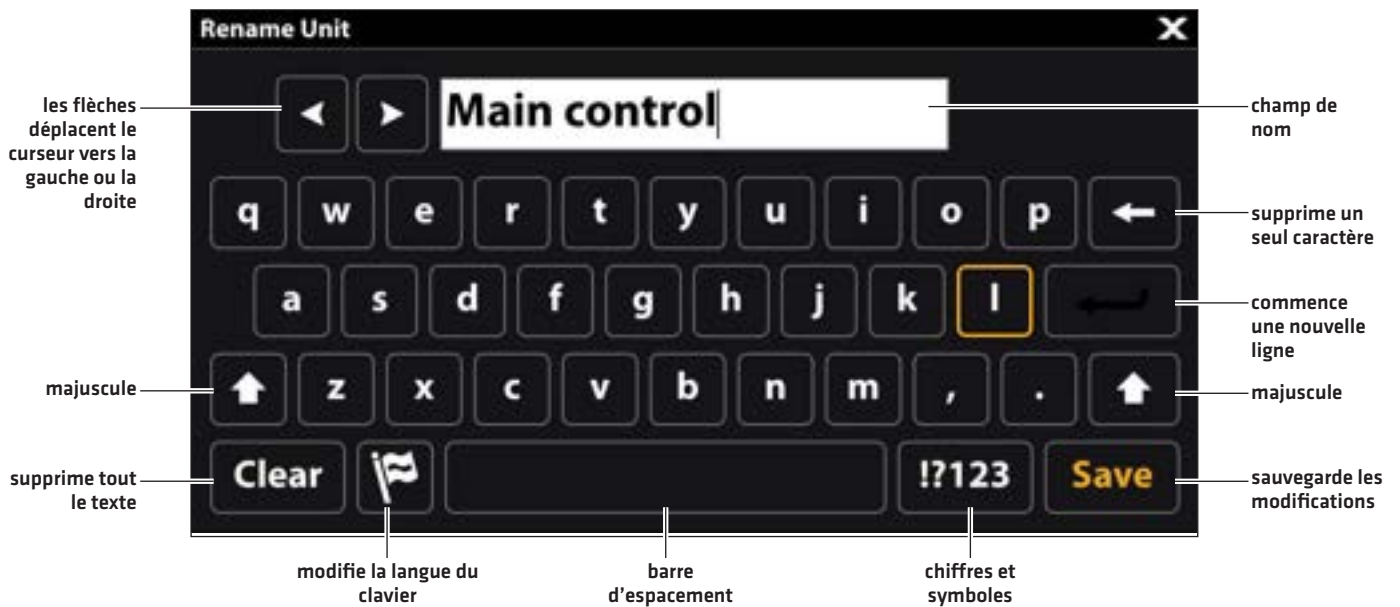 Rename Unit X
les flèches
déplacent le
curseur vers la
gauche ou la
droite
Main control
champ de
nom
q w e r t y u i o p
supprime un
seul caractère
a s d f g h j k l
commence
une nouvelle
ligne
majuscule
z x c v b n m , .
majuscule
supprime tout
le texte
Clear !?123 Save
sauvegarde les
modifications
modifie la langue du
clavier
barre
d'espacement
chiffres et
symboles